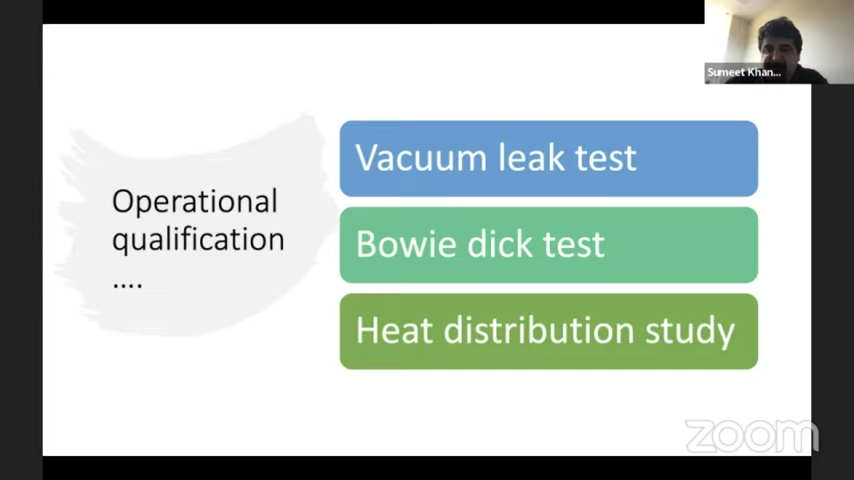 Sumeet Khan...
Operational
qualification
....
Vacuum leak test
Bowie dick test
Heat distribution study
zoom